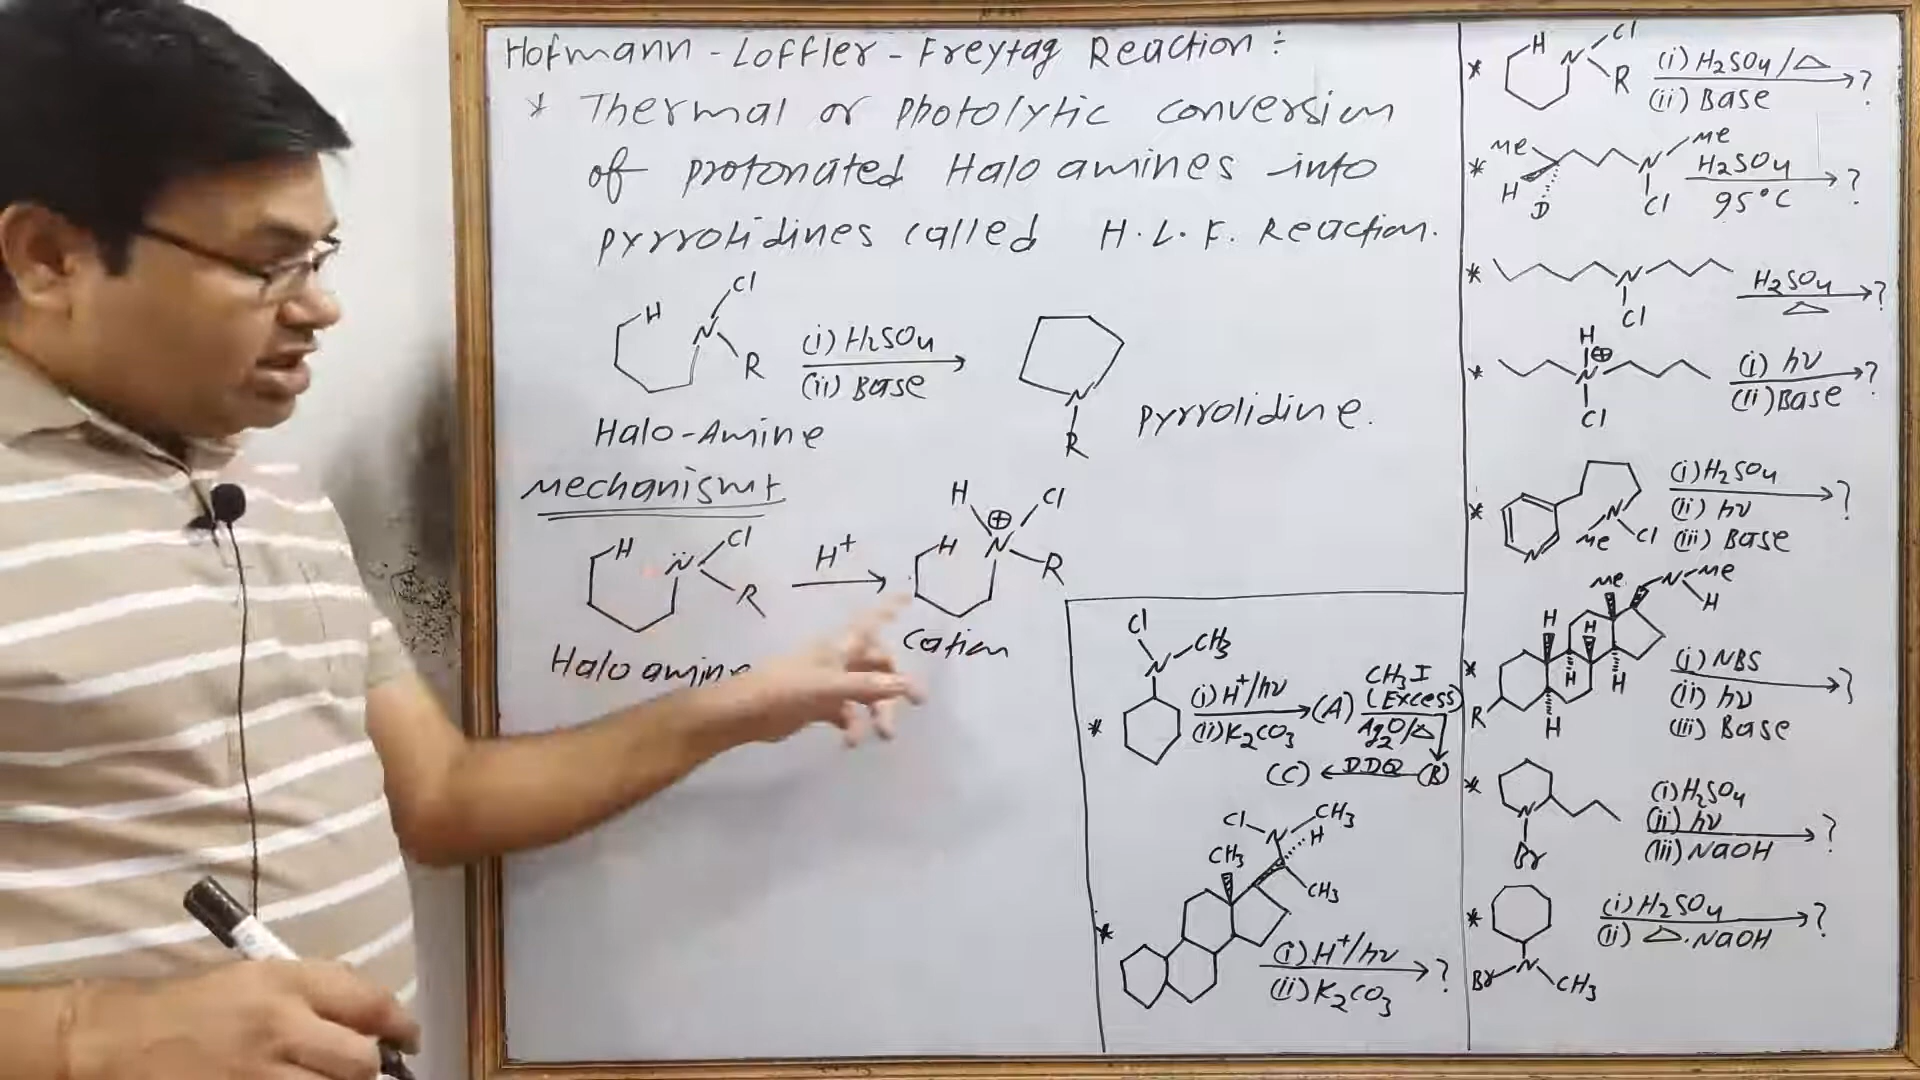 Hofmann-Loffler-Freytag Reaction:
* Thermal or Photolytic conversion
of protonated Halo amines into
pyrrolidines called H.L.F. Reaction.
H N Cl R
(i) H2SO4
(ii) Base
N R
Pyrrolidine.
Halo-Amine
Mechanism:
H N̈ Cl R
H+
H H N ⊕ Cl R
Halo amine
Cation
* Cl N CH3
(i) H+/hν
(ii) K2CO3
(A)
CH3I
(Excess)
Ag2O/△
(B)
DDQ
(C)
* Cl N CH3
CH3 H
CH3
(i) H+/hν
(ii) K2CO3
?
* H N Cl R
(i) H2SO4/△
(ii) Base
?
* Me H D N Me Cl
H2SO4
95°C
?
* N Cl
H2SO4
△
?
* H N ⊕ Cl
(i) hν
(ii) Base
?
* N N Me Cl
(i) H2SO4
(ii) hν
(iii) Base
?
* Me N Me H
H H H H H
R
(i) NBS
(ii) hν
(iii) Base
?
* N Br
(i) H2SO4
(ii) hν
(iii) NaOH
?
* Br N CH3
(i) H2SO4
(ii) △.NaOH
?